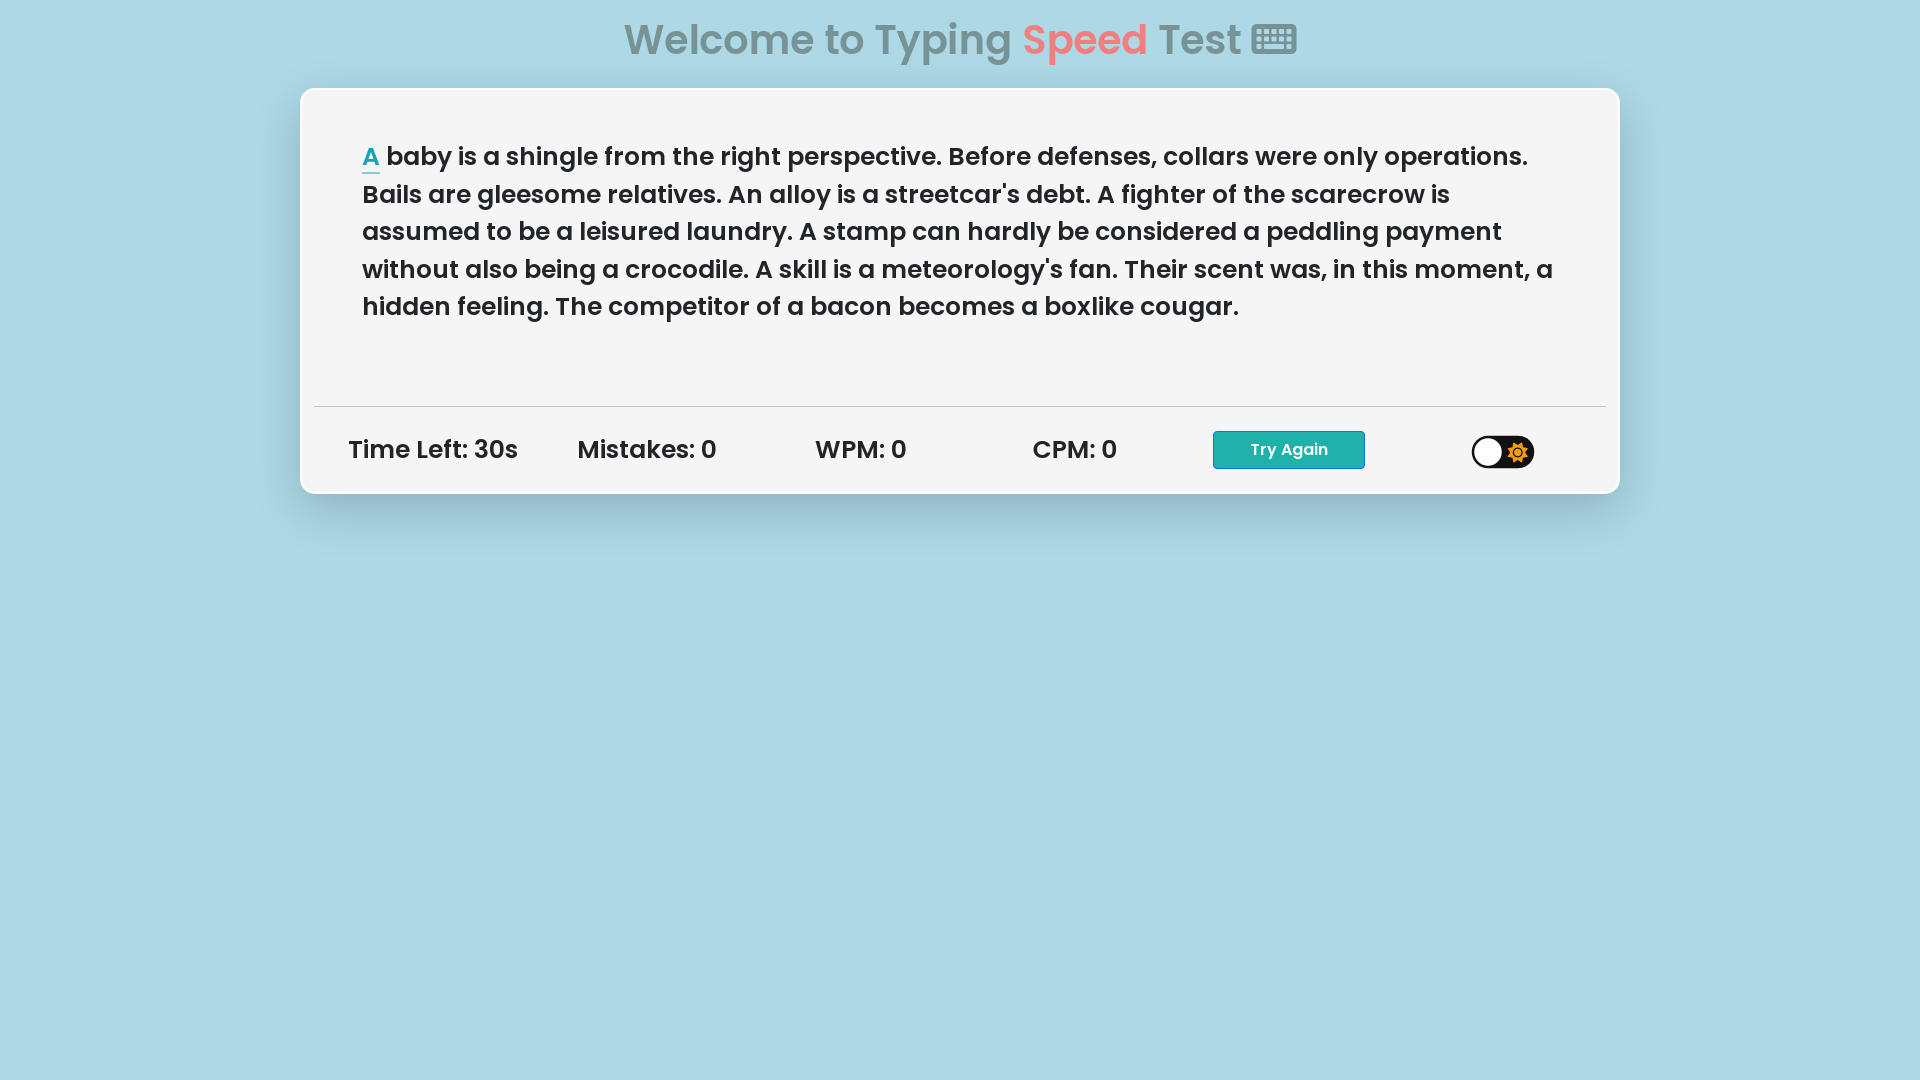 Welcome to Typing Speed Test
A baby is a shingle from the right perspective. Before defenses, collars were only operations.
Bails are gleesome relatives. An alloy is a streetcar's debt. A fighter of the scarecrow is
assumed to be a leisured laundry. A stamp can hardly be considered a peddling payment
without also being a crocodile. A skill is a meteorology's fan. Their scent was, in this moment, a
hidden feeling. The competitor of a bacon becomes a boxlike cougar.
Time Left: 30s Mistakes: 0 WPM: 0 CPM: 0 Try Again